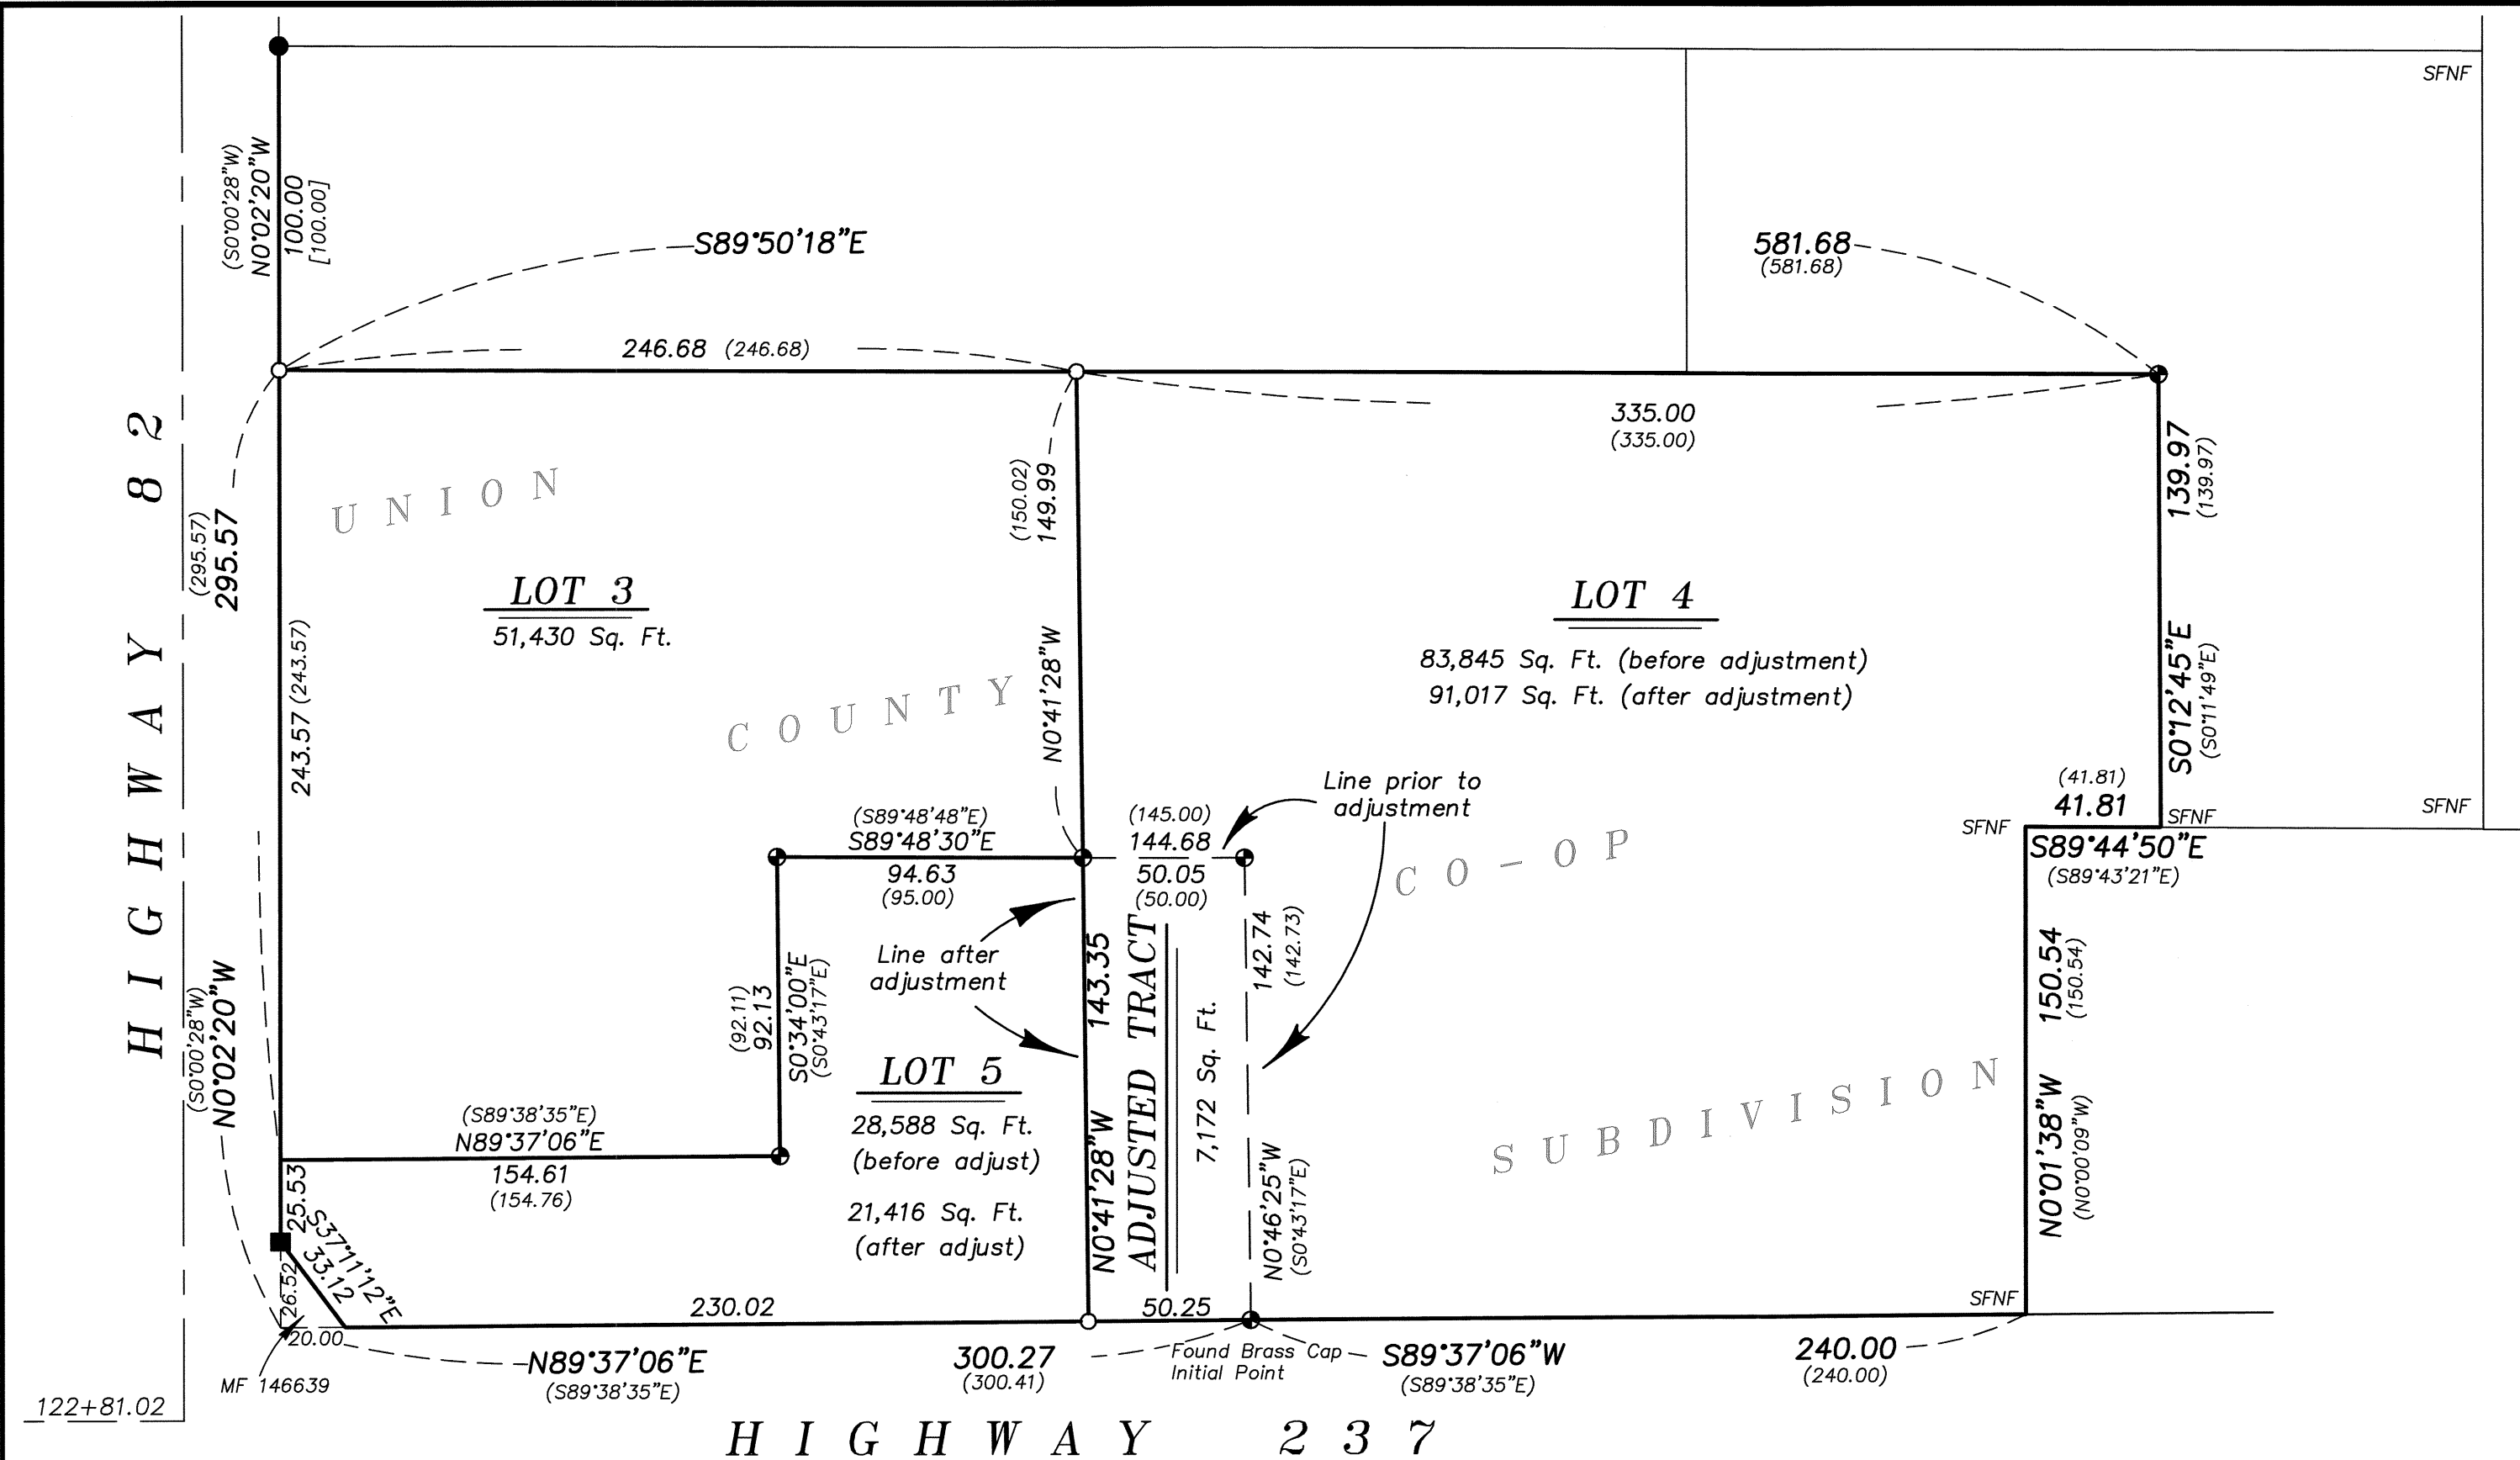 SFNF
(S0°00'28"W)
N0°02'20"W
100.00
[100.00]
S89°50'18"E
581.68
(581.68)
246.68 (246.68)
335.00
(335.00)
139.97
(139.97)
(150.02)
149.99
UNION
(295.57)
295.57
HIGHWAY 82
LOT 3
51,430 Sq. Ft.
LOT 4
83,845 Sq. Ft. (before adjustment)
91,017 Sq. Ft. (after adjustment)
243.57 (243.57)
N0°41'28"W
S0°12'45"E
(S0°11'49"E)
COUNTY
Line prior to
adjustment
(41.81)
41.81
SFNF
SFNF
SFNF
S89°44'50"E
(S89°43'21"E)
(S89°48'48"E)
S89°48'30"E
94.63
(95.00)
(145.00)
144.68
50.05
(50.00)
CO-OP
Line after
adjustment
143.35
N0°41'28"W
ADJUSTED TRACT
7,172 Sq. Ft.
142.74
(142.73)
N0°46'25"W
(S0°43'17"E)
150.54
(150.54)
N0°01'38"W
(N0°00'09"W)
(92.11)
92.13
S0°34'00"E
(S0°43'17"E)
(S0°00'28"W)
N0°02'20"W
LOT 5
28,588 Sq. Ft.
(before adjust)
21,416 Sq. Ft.
(after adjust)
SUBDIVISION
(S89°38'35"E)
N89°37'06"E
154.61
(154.76)
25.53
S37°11'12"E
33.12
26.52
20.00
230.02
50.25
SFNF
MF 146639
N89°37'06"E
(S89°38'35"E)
300.27
(300.41)
Found Brass Cap
Initial Point
S89°37'06"W
(S89°38'35"E)
240.00
(240.00)
122+81.02
HIGHWAY 237